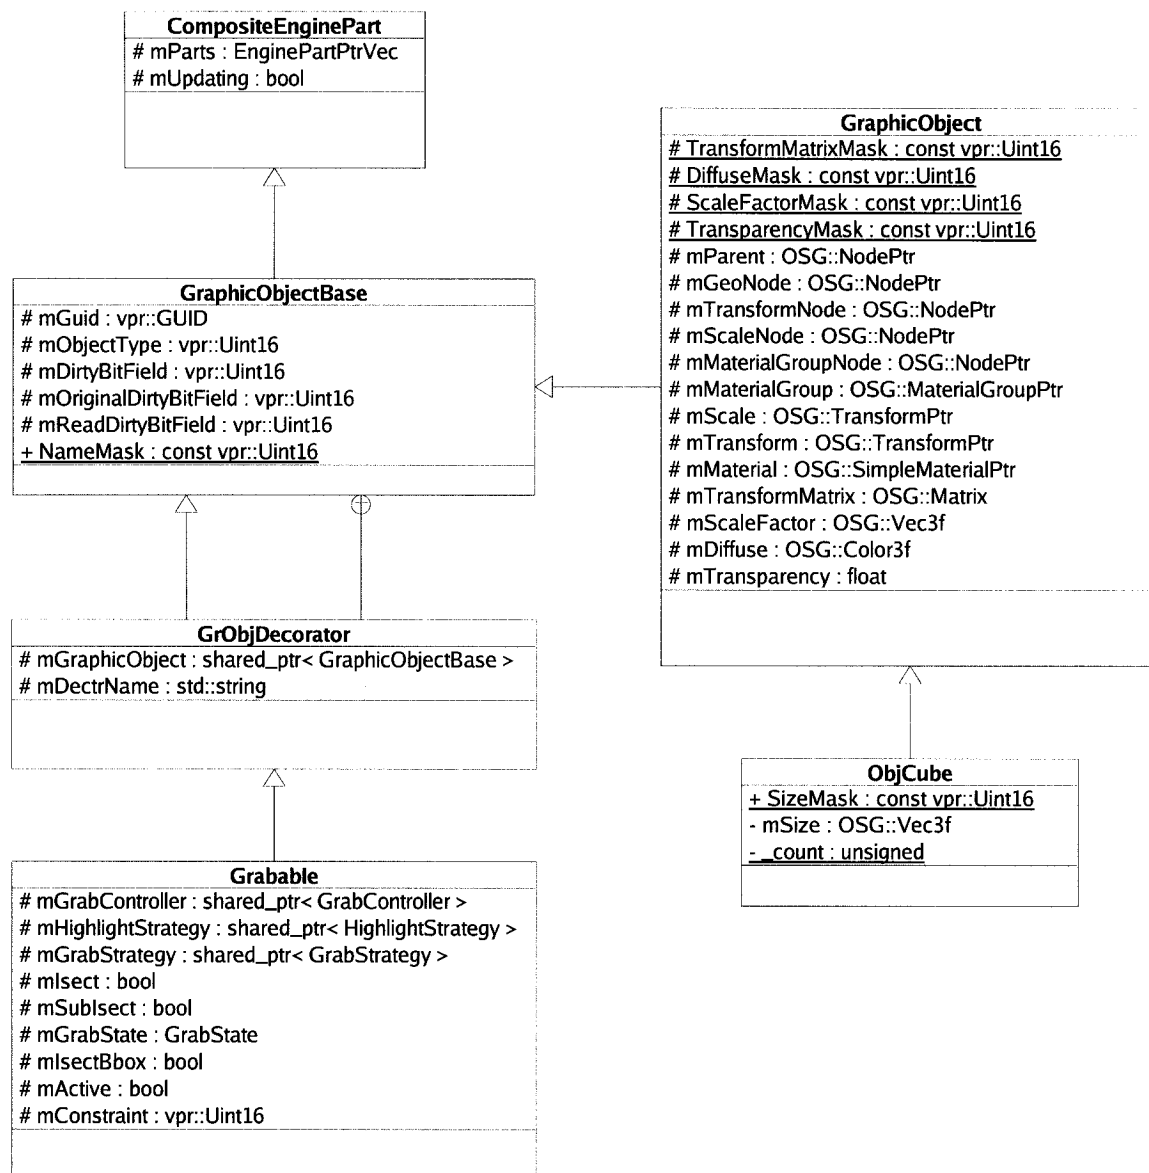 CompositeEnginePart
# mParts : EnginePartPtrVec
# mUpdating : bool
GraphicObjectBase
# mGuid : vpr::GUID
# mObjectType : vpr::Uint16
# mDirtyBitField : vpr::Uint16
# mOriginalDirtyBitField : vpr::Uint16
# mReadDirtyBitField : vpr::Uint16
+ NameMask : const vpr::Uint16
GrObjDecorator
# mGraphicObject : shared_ptr< GraphicObjectBase >
# mDectrName : std::string
Grabable
# mGrabController : shared_ptr< GrabController >
# mHighlightStrategy : shared_ptr< HighlightStrategy >
# mGrabStrategy : shared_ptr< GrabStrategy >
# mIsect : bool
# mSubIsect : bool
# mGrabState : GrabState
# mIsectBbox : bool
# mActive : bool
# mConstraint : vpr::Uint16
GraphicObject
# TransformMatrixMask : const vpr::Uint16
# DiffuseMask : const vpr::Uint16
# ScaleFactorMask : const vpr::Uint16
# TransparencyMask : const vpr::Uint16
# mParent : OSG::NodePtr
# mGeoNode : OSG::NodePtr
# mTransformNode : OSG::NodePtr
# mScaleNode : OSG::NodePtr
# mMaterialGroupNode : OSG::NodePtr
# mMaterialGroup : OSG::MaterialGroupPtr
# mScale : OSG::TransformPtr
# mTransform : OSG::TransformPtr
# mMaterial : OSG::SimpleMaterialPtr
# mTransformMatrix : OSG::Matrix
# mScaleFactor : OSG::Vec3f
# mDiffuse : OSG::Color3f
# mTransparency : float
ObjCube
+ SizeMask : const vpr::Uint16
- mSize : OSG::Vec3f
- _count : unsigned